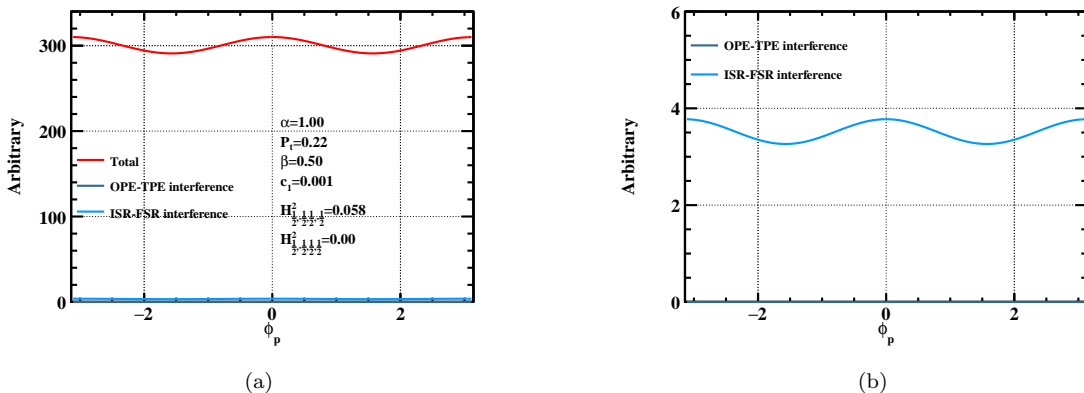 Arbitrary
300
200
100
0
−2
0
2
ϕp
Total
OPE-TPE interference
ISR-FSR interference
α=1.00
Pt=0.22
β=0.50
c1=0.001
=0.058
=0.00
(a)
Arbitrary
6
4
2
0
−2
0
2
ϕp
OPE-TPE interference
ISR-FSR interference
(b)